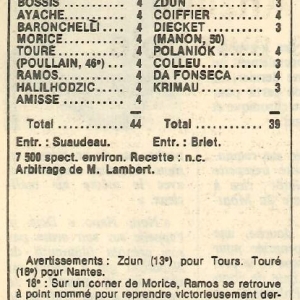 BOSSIS 4 ZDUN 3
AYACHE. 4 COIFFIER 3
BARONCHELLI 4 DIECKET 3
MORICE 4 (MANON, 50)
TOURÉ 4 POLANIÓK 4
(POULLAIN, 46e) 4 COLLEU 3
RAMOS. 4 DA FONSECA 4
HALILHODZIC 4 KRIMAU 4
AMISSE 4
Total 44 Total 39
Entr. : Suaudeau. Entr. : Briet.
7 500 spect. environ. Recette : n.c.
Arbitrage de M. Lambert.
Avertissements : Zdun (13e) pour Tours. Touré
(18e) pour Nantes.
18e : Sur un corner de Morice, Ramos se retrouve
à point nommé pour reprendre victorieusement der-